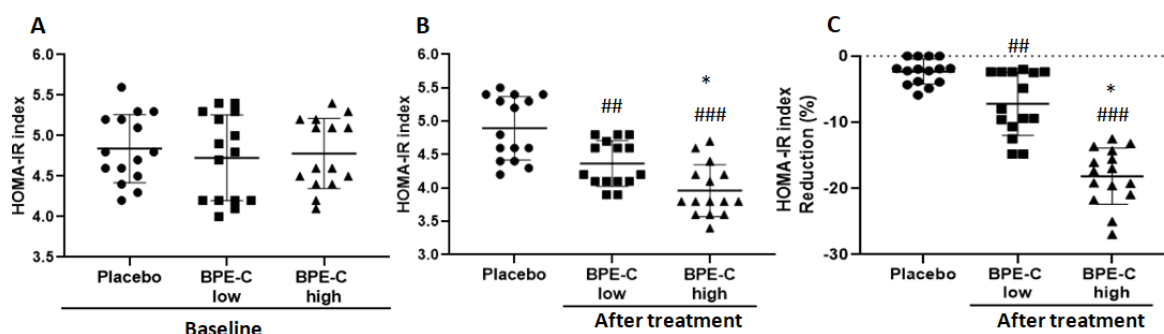 A
HOMA-IR index
6.0
5.5
5.0
4.5
4.0
3.5
Placebo
BPE-C
low
BPE-C
high
Baseline
B
HOMA-IR index
6.0
5.5
5.0
4.5
4.0
3.5
3.0
##
*
###
Placebo
BPE-C
low
BPE-C
high
After treatment
C
HOMA-IR index
Reduction (%)
0
-10
-20
-30
##
*
###
Placebo
BPE-C
low
BPE-C
high
After treatment